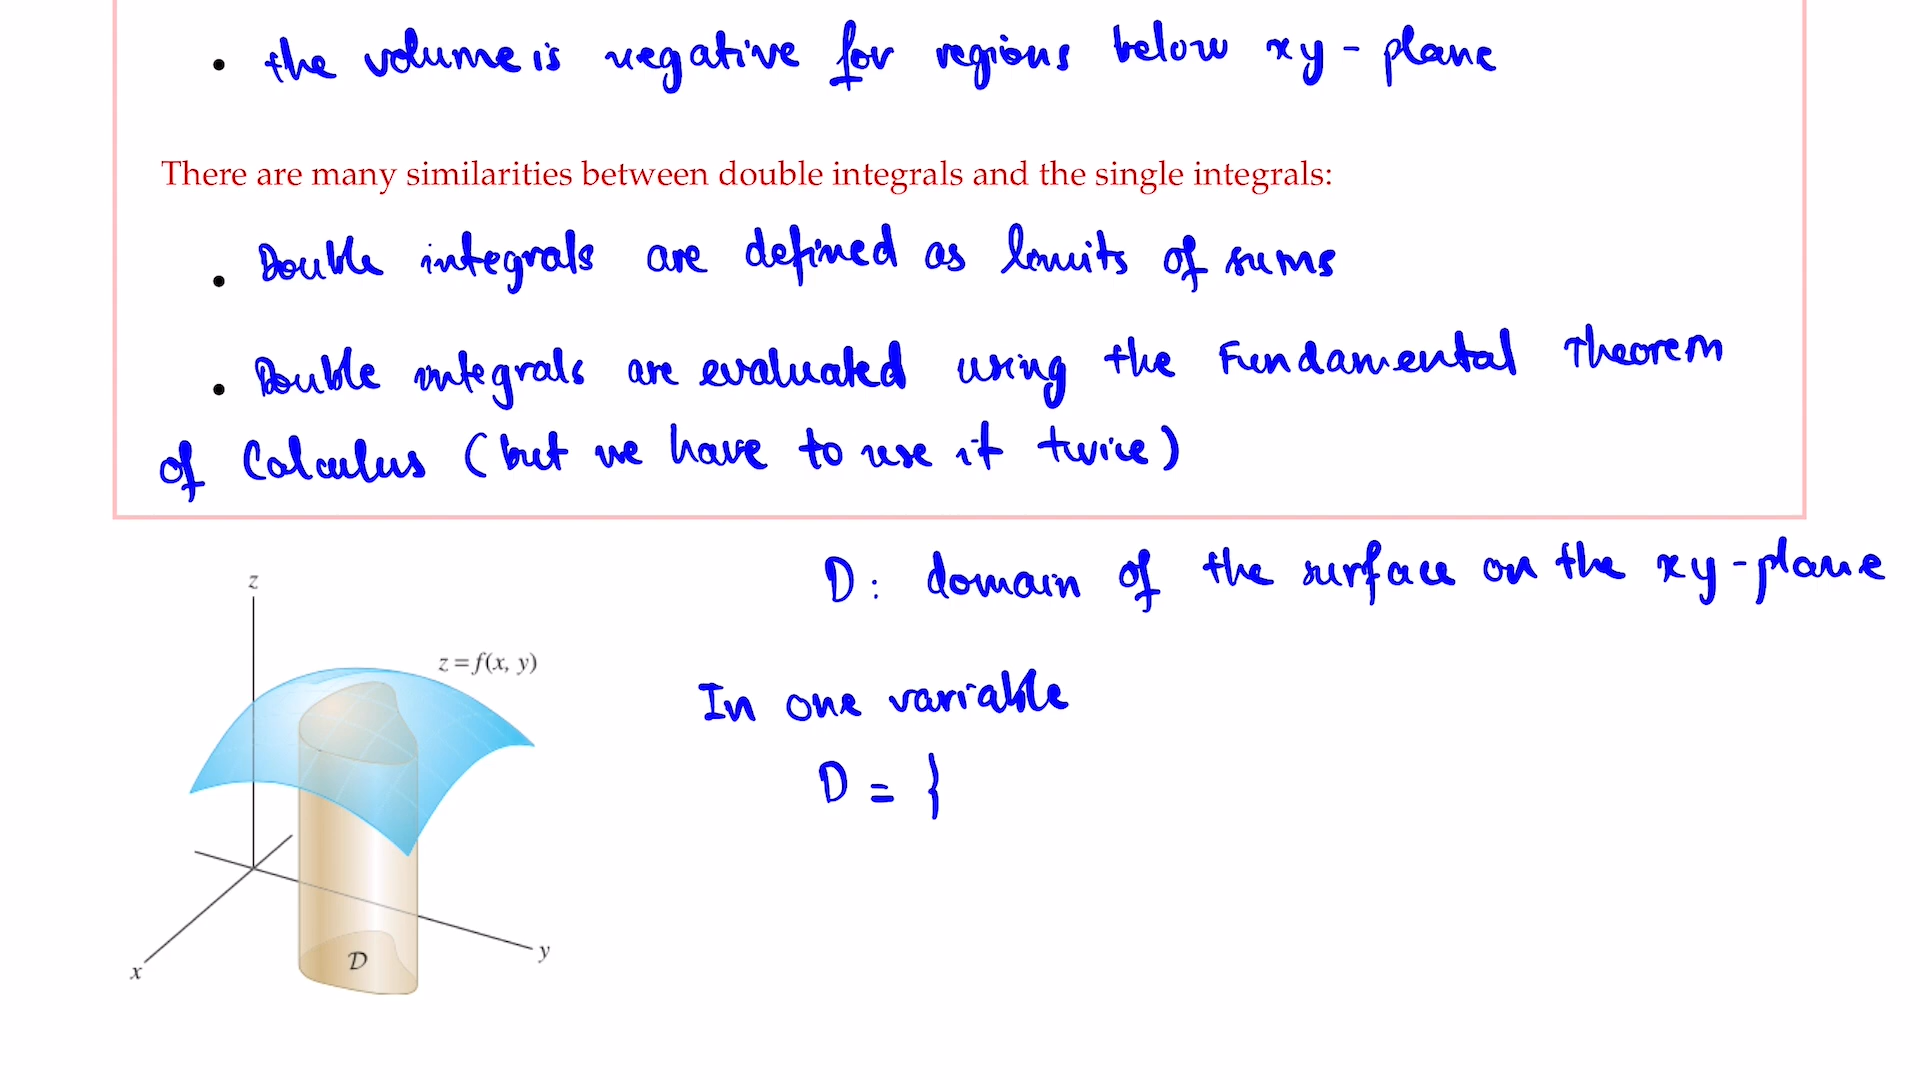 • the volume is negative for regions below xy-plane
There are many similarities between double integrals and the single integrals:
• Double integrals are defined as limits of sums
• Double integrals are evaluated using the Fundamental Theorem
of Calculus (but we have to use it twice)
D: domain of the surface on the xy-plane
z
z = f(x, y)
In one variable
D = {
y
D
x